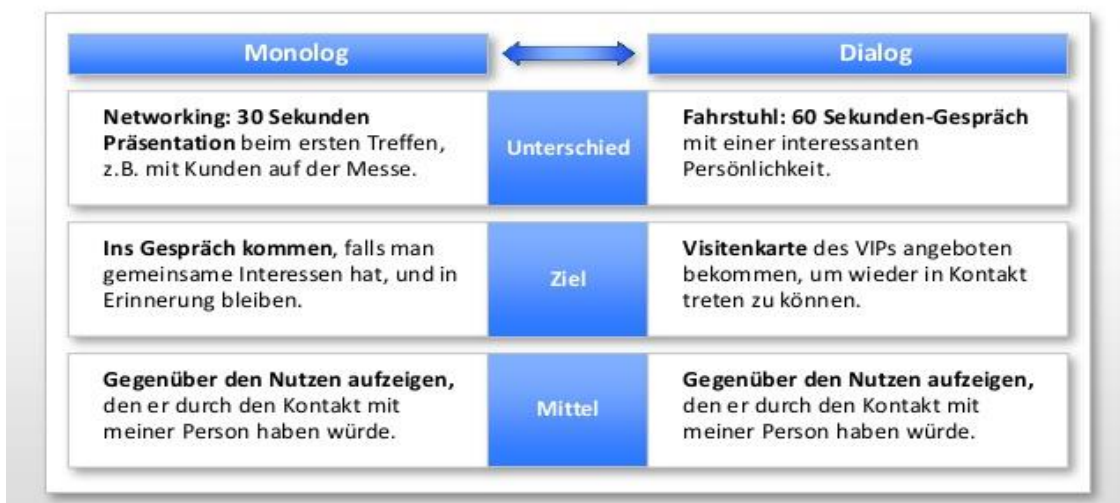 Monolog
Dialog
Networking: 30 Sekunden
Präsentation beim ersten Treffen,
z.B. mit Kunden auf der Messe.
Unterschied
Fahrstuhl: 60 Sekunden-Gespräch
mit einer interessanten
Persönlichkeit.
Ins Gespräch kommen, falls man
gemeinsame Interessen hat, und in
Erinnerung bleiben.
Ziel
Visitenkarte des VIPs angeboten
bekommen, um wieder in Kontakt
treten zu können.
Gegenüber den Nutzen aufzeigen,
den er durch den Kontakt mit
meiner Person haben würde.
Mittel
Gegenüber den Nutzen aufzeigen,
den er durch den Kontakt mit
meiner Person haben würde.